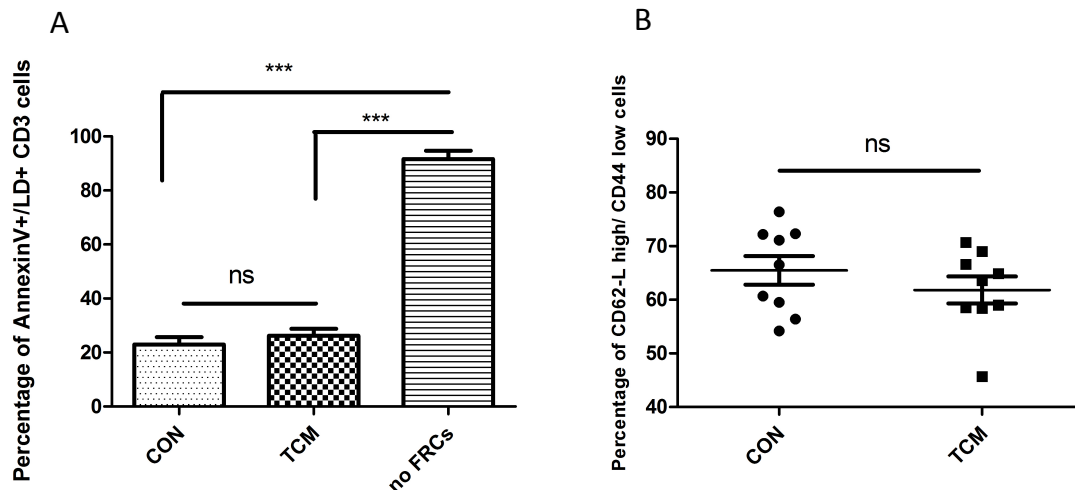 A
Percentage of AnnexinV+/LD+ CD3 cells
***
***
ns
100
80
60
40
20
0
CON
TCM
no FRCs
B
Percentage of CD62-L high/ CD44 low cells
ns
90
80
70
60
50
40
CON
TCM